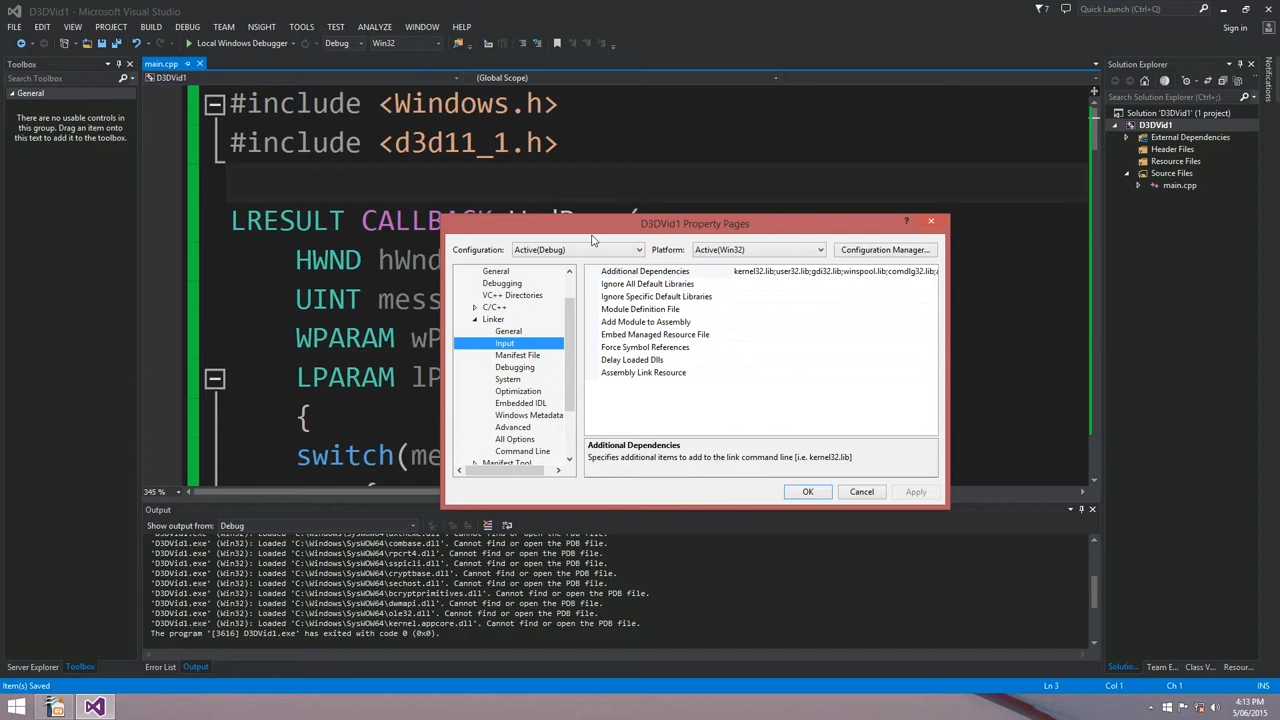 D3DVid1 - Microsoft Visual Studio
7
Quick Launch (Ctrl+Q)
FILE EDIT VIEW PROJECT BUILD DEBUG TEAM NSIGHT TOOLS TEST ANALYZE WINDOW HELP
Sign in
Local Windows Debugger Debug Win32
Toolbox
Search Toolbox
General
There are no usable controls in
this group. Drag an item onto
this text to add it to the toolbox.
main.cpp
D3DVid1
(Global Scope)
#include <Windows.h>
#include <d3d11_1.h>
LRESULT CALLBACK
HWND hWnd
UINT mess
WPARAM wP
LPARAM lP
{
switch(me
D3DVid1 Property Pages
?
Configuration: Active(Debug) Platform: Active(Win32) Configuration Manager...
General
Debugging
VC++ Directories
C/C++
Linker
General
Input
Manifest File
Debugging
System
Optimization
Embedded IDL
Windows Metadata
Advanced
All Options
Command Line
Manifest Tool
Additional Dependencies kernel32.lib;user32.lib;gdi32.lib;winspool.lib;comdlg32.lib;a
Ignore All Default Libraries
Ignore Specific Default Libraries
Module Definition File
Add Module to Assembly
Embed Managed Resource File
Force Symbol References
Delay Loaded Dlls
Assembly Link Resource
Additional Dependencies
Specifies additional items to add to the link command line [i.e. kernel32.lib]
OK Cancel Apply
Solution Explorer
Search Solution Explorer (Ctrl+;)
Solution 'D3DVid1' (1 project)
D3DVid1
External Dependencies
Header Files
Resource Files
Source Files
main.cpp
Notifications
345 %
Output
Show output from: Debug
'D3DVid1.exe' (Win32): Loaded 'C:\Windows\SysWOW64\combase.dll'. Cannot find or open the PDB file.
'D3DVid1.exe' (Win32): Loaded 'C:\Windows\SysWOW64\rpcrt4.dll'. Cannot find or open the PDB file.
'D3DVid1.exe' (Win32): Loaded 'C:\Windows\SysWOW64\sspicli.dll'. Cannot find or open the PDB file.
'D3DVid1.exe' (Win32): Loaded 'C:\Windows\SysWOW64\cryptbase.dll'. Cannot find or open the PDB file.
'D3DVid1.exe' (Win32): Loaded 'C:\Windows\SysWOW64\sechost.dll'. Cannot find or open the PDB file.
'D3DVid1.exe' (Win32): Loaded 'C:\Windows\SysWOW64\bcryptprimitives.dll'. Cannot find or open the PDB file.
'D3DVid1.exe' (Win32): Loaded 'C:\Windows\SysWOW64\dwmapi.dll'. Cannot find or open the PDB file.
'D3DVid1.exe' (Win32): Loaded 'C:\Windows\SysWOW64\ole32.dll'. Cannot find or open the PDB file.
'D3DVid1.exe' (Win32): Loaded 'C:\Windows\SysWOW64\kernel.appcore.dll'. Cannot find or open the PDB file.
The program '[3616] D3DVid1.exe' has exited with code 0 (0x0).
Server Explorer Toolbox
Error List Output
Solutio... Team E... Class V... Resour...
Item(s) Saved
Ln 3 Col 1 Ch 1 INS
4:13 PM
5/06/2015